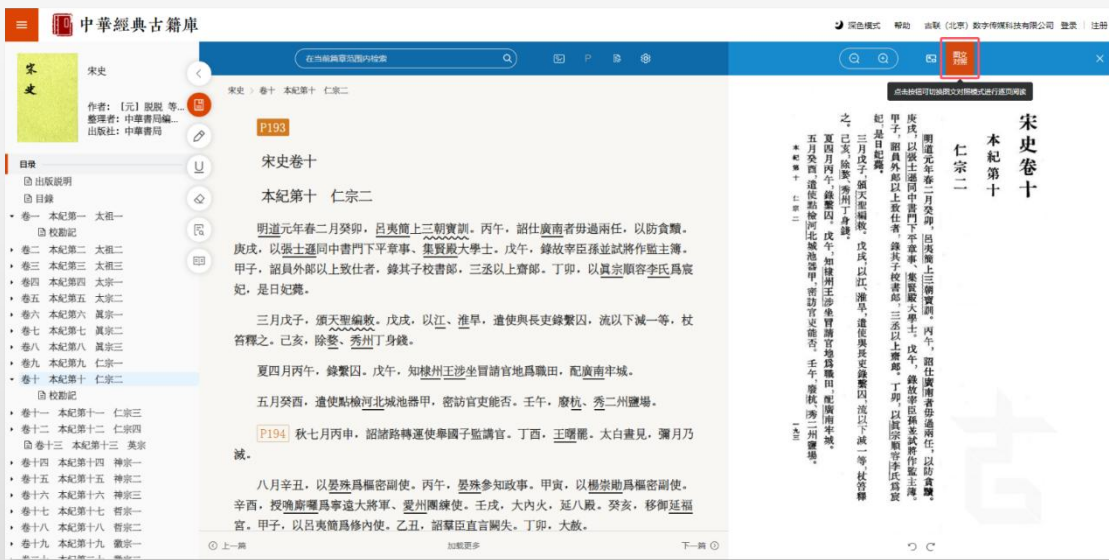 中華經典古籍庫
深色模式 帮助 古联（北京）数字传媒科技有限公司 登录 | 注册
宋史
宋史
作者：【元】脱脱 等...
整理者：中華書局編...
出版社：中華書局
目录
出版説明
目錄
卷一 本紀第一 太祖一
校勘記
卷二 本紀第二 太祖二
卷三 本紀第三 太祖三
卷四 本紀第四 太宗一
卷五 本紀第五 太宗二
卷六 本紀第六 眞宗一
卷七 本紀第七 眞宗二
卷八 本紀第八 眞宗三
卷九 本紀第九 仁宗一
卷十 本紀第十 仁宗二
校勘記
卷十一 本紀第十一 仁宗三
卷十二 本紀第十二 仁宗四
卷十三 本紀第十三 英宗
卷十四 本紀第十四 神宗一
卷十五 本紀第十五 神宗二
卷十六 本紀第十六 神宗三
卷十七 本紀第十七 哲宗一
卷十八 本紀第十八 哲宗二
卷十九 本紀第十九 徽宗一
在当前篇章范围内检索
P
宋史 > 卷十 本紀第十 仁宗二
P193
宋史卷十
本紀第十 仁宗二
明道元年春二月癸卯，呂夷簡上三朝寶訓。丙午，詔仕廣南者毋過兩任，以防貪黷。
庚戌，以張士遜同中書門下平章事、集賢殿大學士。戊午，錄故宰臣孫並試將作監主簿。
甲子，詔員外郎以上致仕者，錄其子校書郎，三丞以上齋郎。丁卯，以眞宗順容李氏爲宸
妃，是日妃薨。
三月戊子，頒天聖編敕。戊戌，以江、淮旱，遣使與長吏錄繫囚，流以下減一等，杖
笞釋之。己亥，除婺、秀州丁身錢。
夏四月丙午，錄繫囚。戊午，知棣州王涉坐冒請官地爲職田，配廣南牢城。
五月癸酉，遣使點檢河北城池器甲，密訪官吏能否。壬午，廢杭、秀二州鹽場。
P194 秋七月丙申，詔諸路轉運使舉國子監講官。丁酉，王曙罷。太白晝見，彌月乃
滅。
八月辛丑，以晏殊爲樞密副使。丙午，晏殊參知政事。甲寅，以楊崇勳爲樞密副使。
辛酉，授唃廝囉爲寧遠大將軍、愛州團練使。壬戌，大內火，延八殿。癸亥，移御延福
宮。甲子，以呂夷簡爲修內使。乙丑，詔羣臣直言闕失。丁卯，大赦。
上一篇 加载更多 下一篇
图文
对照
点击按钮可切换图文对照模式进行逐页阅读
宋史卷十
本紀第十
仁宗二
明道元年春二月癸卯，呂夷簡上三朝寶訓。丙午，詔仕廣南者毋過兩任，以防貪黷。
庚戌，以張士遜同中書門下平章事、集賢殿大學士。戊午，錄故宰臣孫並試將作監主簿。
甲子，詔員外郎以上致仕者，錄其子校書郎，三丞以上齋郎。丁卯，以眞宗順容李氏爲宸
妃，是日妃薨。
三月戊子，頒天聖編敕。戊戌，以江、淮旱，遣使與長吏錄繫囚，流以下減一等，杖笞釋
之。己亥，除婺、秀州丁身錢。
夏四月丙午，錄繫囚。戊午，知棣州王涉坐冒請官地爲職田，配廣南牢城。
五月癸酉，遣使點檢河北城池器甲，密訪官吏能否。壬午，廢杭、秀二州鹽場。
本紀第十 仁宗二
一九三